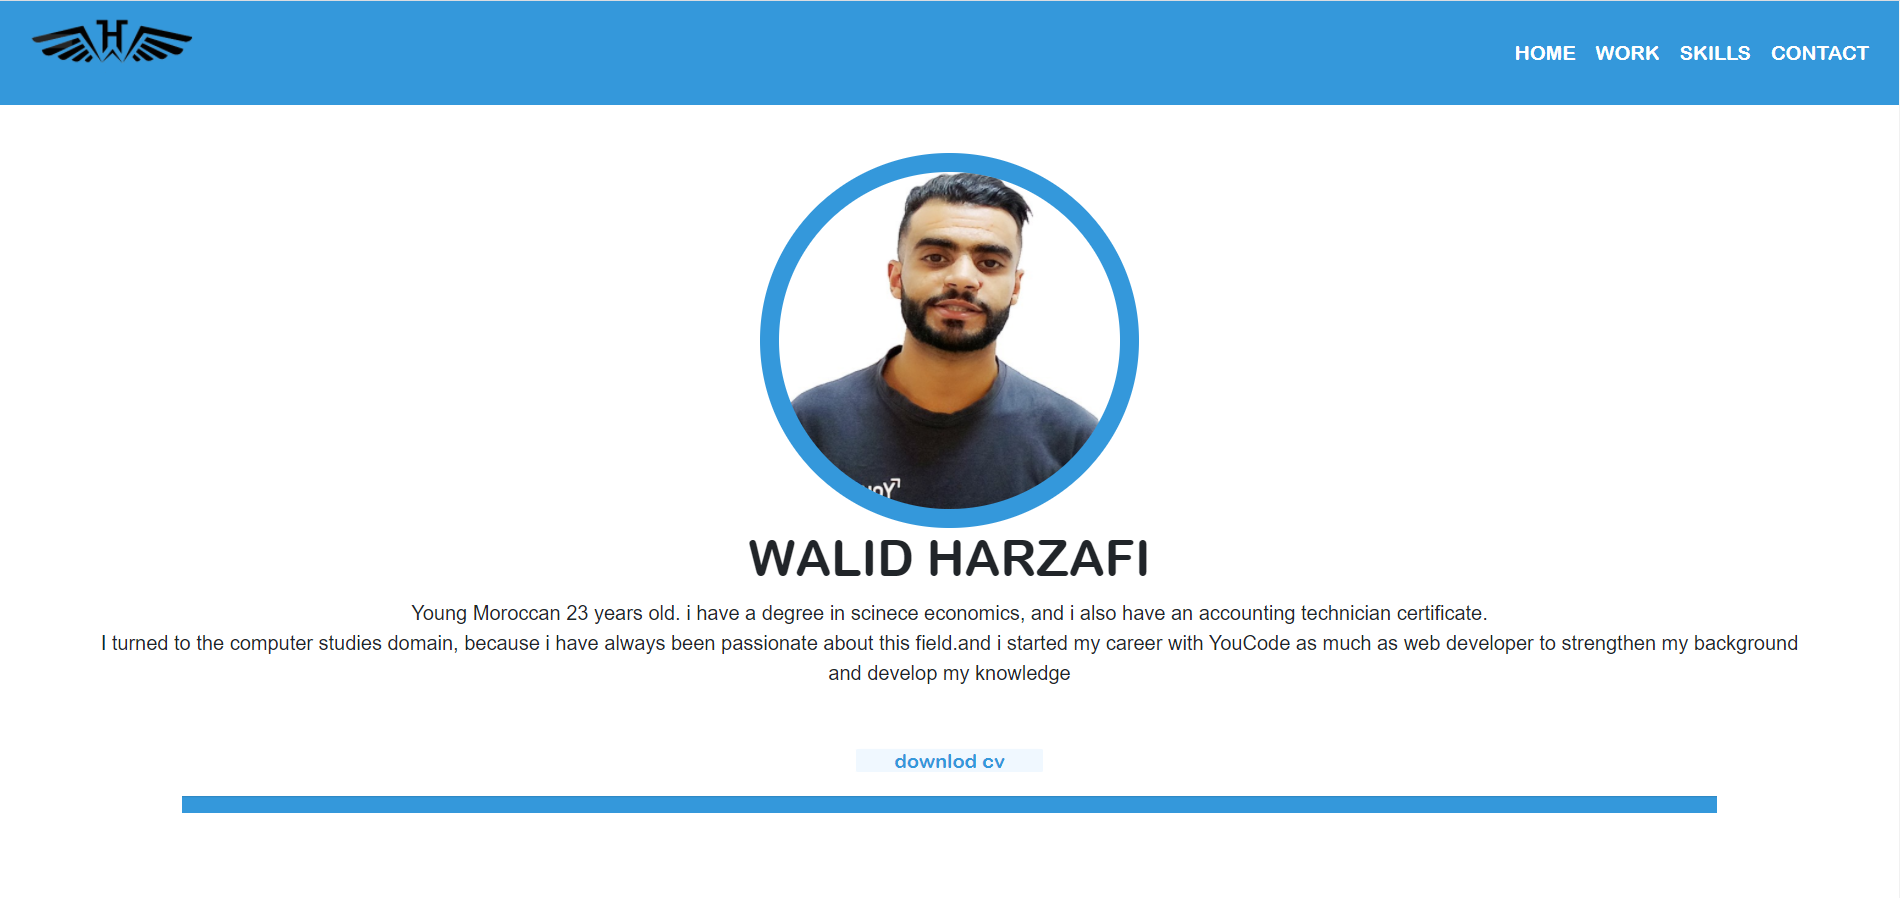 HW
HOME WORK SKILLS CONTACT
WALID HARZAFI
Young Moroccan 23 years old. i have a degree in scinece economics, and i also have an accounting technician certificate.
I turned to the computer studies domain, because i have always been passionate about this field.and i started my career with YouCode as much as web developer to strengthen my background
and develop my knowledge
downlod cv